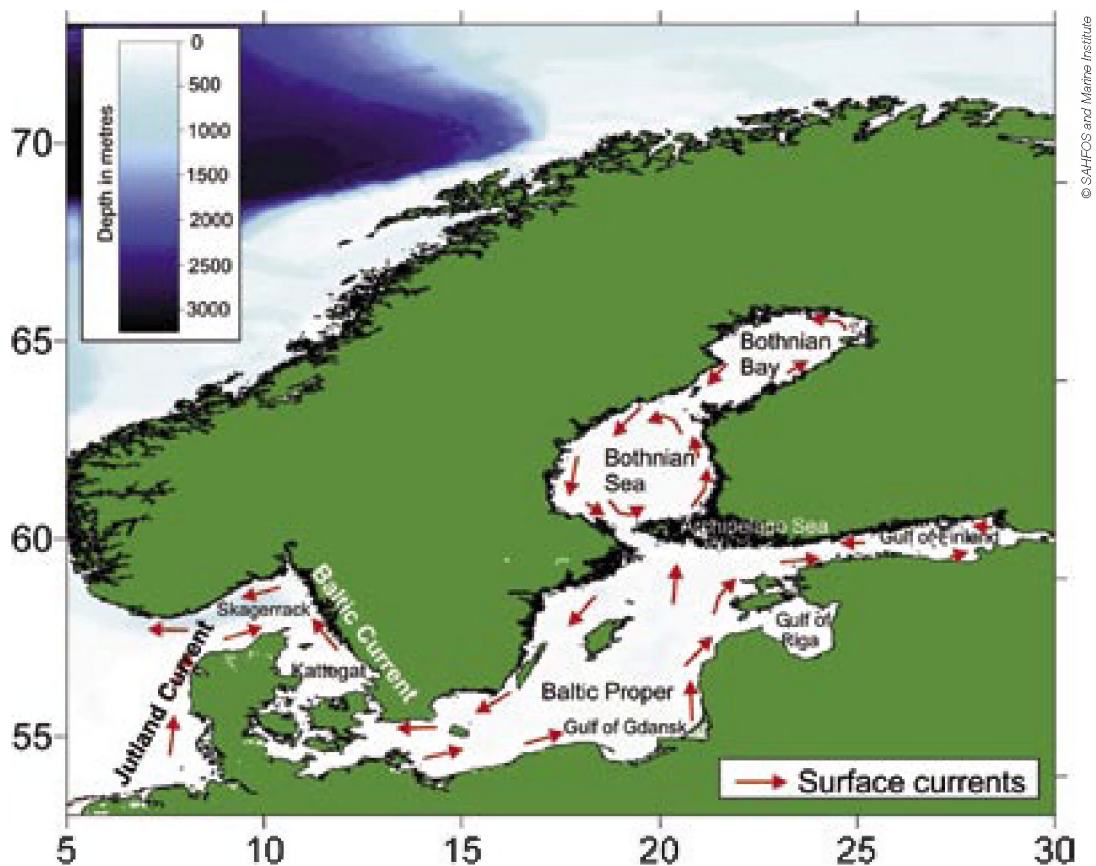 © SAHFOS and Marine Institute
Depth in metres
0
500
1000
1500
2000
2500
3000
70
65
60
55
Bothnian
Bay
Bothnian
Sea
Archipelago Sea
Gulf of Finland
Skagerrack
Baltic Current
Jutland Current
Kattegat
Gulf of
Riga
Baltic Proper
Gulf of Gdansk
Surface currents
5
10
15
20
25
30